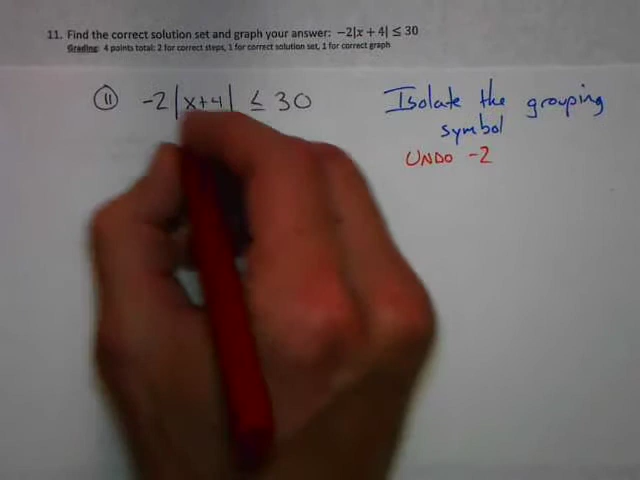 11. Find the correct solution set and graph your answer: −2|x + 4| ≤ 30
Grading: 4 points total: 2 for correct steps, 1 for correct solution set, 1 for correct graph
⑪ -2|x+4| ≤ 30
Isolate the grouping
symbol
UNDO -2